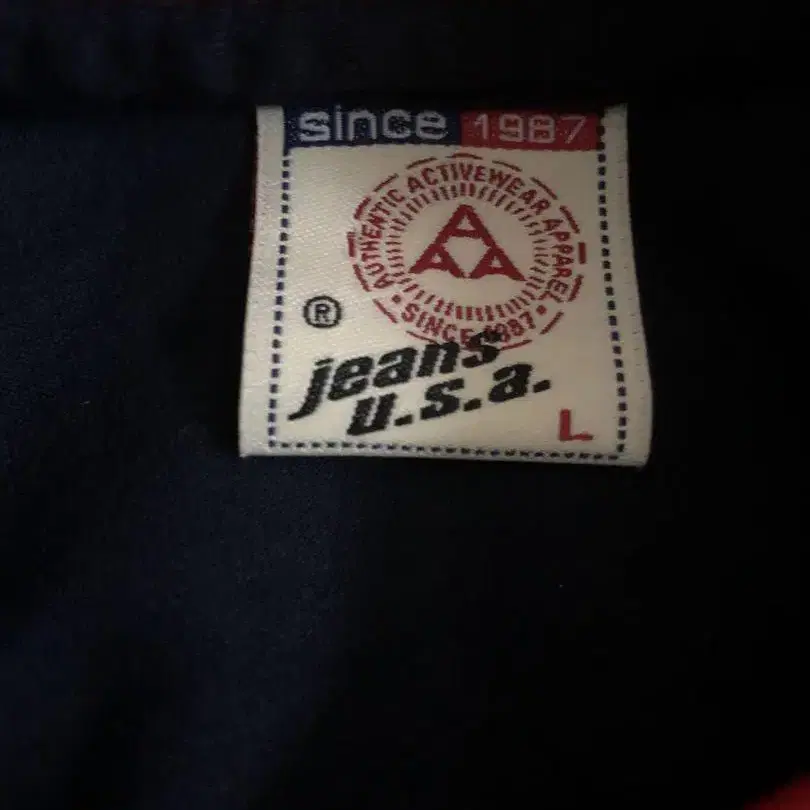 since 1987
AUTHENTIC ACTIVEWEAR APPAREL
A
A A
• SINCE 1987 •
®
jeans
u.s.a.
L